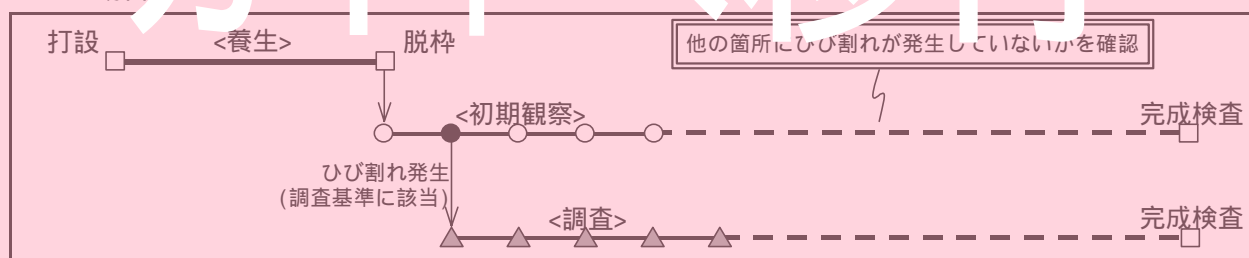 打設 <養生> 脱枠
他の箇所にひび割れが発生していないかを確認
<初期観察> 完成検査
ひび割れ発生
(調査基準に該当)
<調査> 完成検査